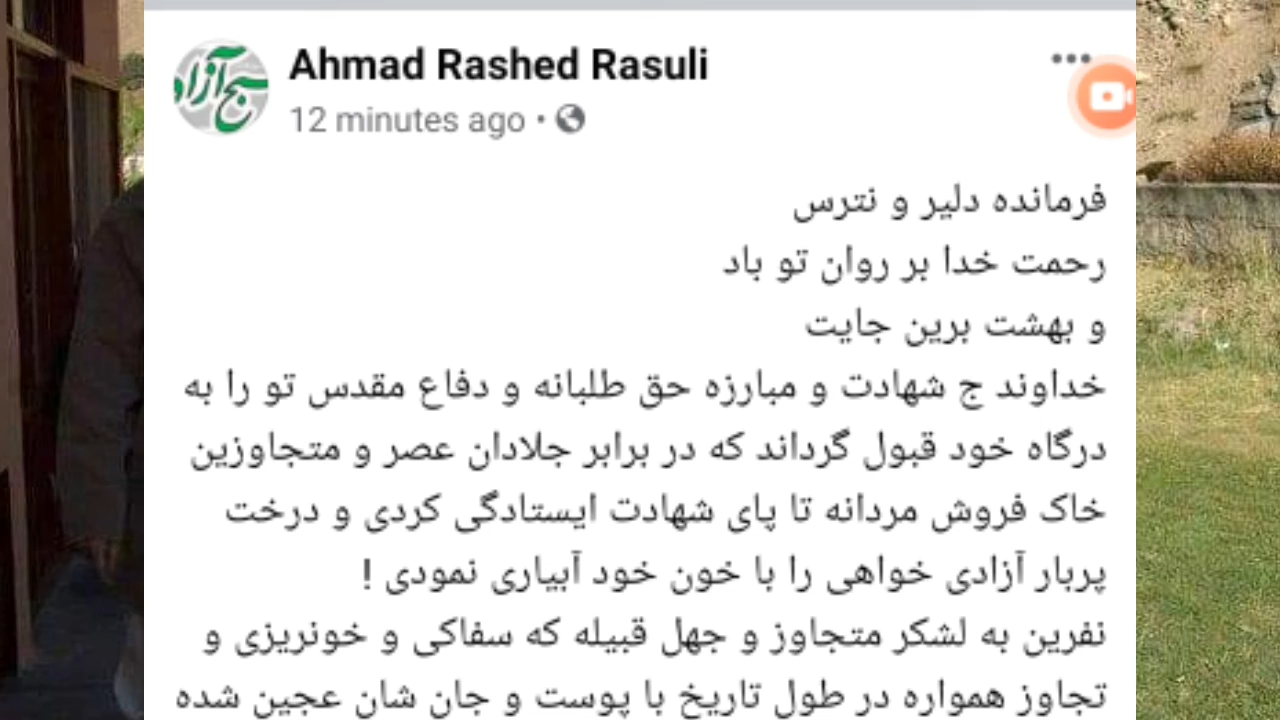 Ahmad Rashed Rasuli
12 minutes ago •
بسیج آزاد
فرمانده دلیر و نترس
رحمت خدا بر روان تو باد
و بهشت برین جایت
خداوند ج شهادت و مبارزه حق طلبانه و دفاع مقدس تو را به
درگاه خود قبول گرداند که در برابر جلادان عصر و متجاوزین
خاک فروش مردانه تا پای شهادت ایستادگی کردی و درخت
پربار آزادی خواهی را با خون خود آبیاری نمودی !
نفرین به لشکر متجاوز و جهل قبیله که سفاکی و خونریزی و
تجاوز همواره در طول تاریخ با پوست و جان شان عجین شده